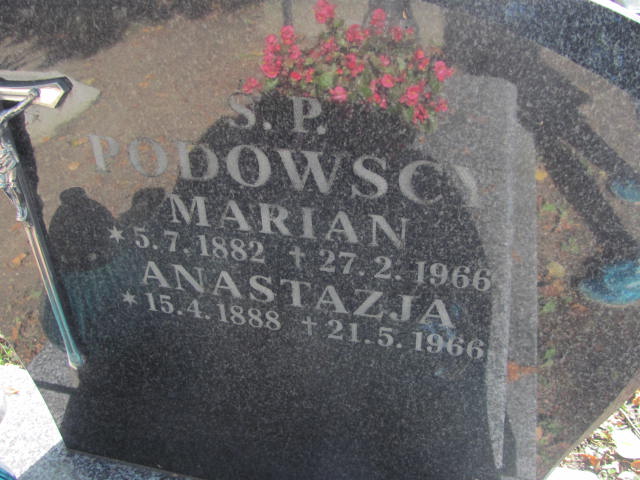 S. P.
PODOWSCY
MARIAN
* 5.7.1882 † 27.2.1966
ANASTAZJA
* 15.4.1888 † 21.5.1966